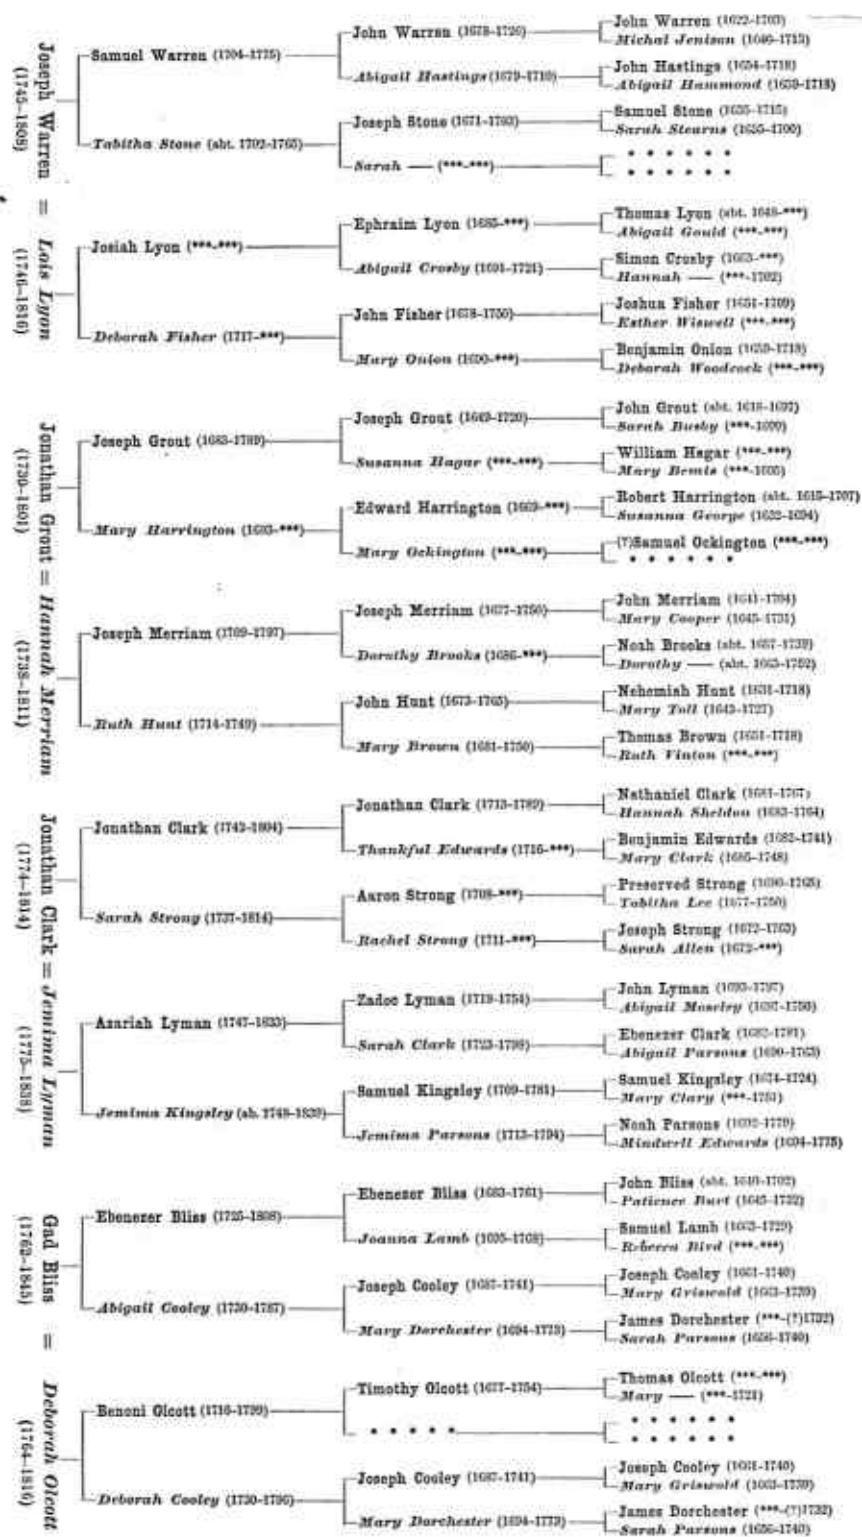 Joseph Warren = Lois Lyon
(1745-1808) (1746-1816)
Jonathan Grout = Hannah Merriam
(1730-1801) (1738-1811)
Jonathan Clark = Jemima Lyman
(1774-1814) (1775-1838)
Gad Bliss = Deborah Olcott
(1762-1845) (1764-1816)
Samuel Warren (1704-1775)
Tabitha Stone (abt. 1702-1765)
Josiah Lyon (***-***)
Deborah Fisher (1717-***)
Joseph Grout (1683-1789)
Mary Harrington (1693-***)
Joseph Merriam (1709-1797)
Ruth Hunt (1714-1749)
Jonathan Clark (1743-1804)
Sarah Strong (1737-1814)
Azariah Lyman (1747-1833)
Jemima Kingsley (ab. 1748-1839)
Ebenezer Bliss (1725-1808)
Abigail Cooley (1730-1787)
Benoni Olcott (1716-1799)
Deborah Cooley (1730-1796)
John Warren (1678-1726)
Abigail Hastings (1679-1710)
Joseph Stone (1671-1703)
Sarah — (***-***)
Ephraim Lyon (1685-***)
Abigail Crosby (1691-1721)
John Fisher (1678-1750)
Mary Onion (1690-***)
Joseph Grout (1649-1720)
Susanna Hagar (***-***)
Edward Harrington (1669-***)
Mary Ockington (***-***)
Joseph Merriam (1677-1750)
Dorothy Brooks (1686-***)
John Hunt (1673-1765)
Mary Brown (1681-1750)
Jonathan Clark (1713-1789)
Thankful Edwards (1716-***)
Aaron Strong (1708-***)
Rachel Strong (1711-***)
Zadoc Lyman (1719-1754)
Sarah Clark (1723-1798)
Samuel Kingsley (1709-1781)
Jemima Parsons (1713-1794)
Ebenezer Bliss (1683-1761)
Joanna Lamb (1693-1768)
Joseph Cooley (1687-1741)
Mary Dorchester (1694-1773)
Timothy Olcott (1677-1754)
* * * * *
Joseph Cooley (1687-1741)
Mary Dorchester (1694-1773)
John Warren (1622-1703)
Michal Jenison (1640-1713)
John Hastings (1654-1718)
Abigail Hammond (1659-1718)
Samuel Stone (1635-1715)
Sarah Stearns (1635-1700)
* * * * * *
* * * * * *
Thomas Lyon (abt. 1648-***)
Abigail Gould (***-***)
Simon Crosby (1663-***)
Hannah — (***-1702)
Joshua Fisher (1651-1709)
Esther Wiswell (***-***)
Benjamin Onion (1659-1718)
Deborah Woodcock (***-***)
John Grout (abt. 1616-1697)
Sarah Busby (***-1699)
William Hagar (***-***)
Mary Bemis (***-1695)
Robert Harrington (abt. 1615-1707)
Susanna George (1632-1694)
(?)Samuel Ockington (***-***)
* * * * * *
John Merriam (1641-1704)
Mary Cooper (1645-1731)
Noah Brooks (abt. 1657-1739)
Dorothy — (abt. 1663-1752)
Nehemiah Hunt (1631-1718)
Mary Toll (1643-1727)
Thomas Brown (1651-1718)
Ruth Vinton (***-***)
Nathaniel Clark (1681-1767)
Hannah Sheldon (1683-1764)
Benjamin Edwards (1682-1741)
Mary Clark (1685-1748)
Preserved Strong (1680-1765)
Tabitha Lee (1677-1750)
Joseph Strong (1672-1763)
Sarah Allen (1672-***)
John Lyman (1693-1797)
Abigail Moseley (1697-1750)
Ebenezer Clark (1682-1781)
Abigail Parsons (1690-1763)
Samuel Kingsley (1674-1724)
Mary Clary (***-1751)
Noah Parsons (1692-1779)
Mindwell Edwards (1694-1775)
John Bliss (abt. 1640-1702)
Patience Burt (1645-1732)
Samuel Lamb (1663-1729)
Rebecca Bird (***-***)
Joseph Cooley (1661-1740)
Mary Griswold (1663-1739)
James Dorchester (***-(?)1732)
Sarah Parsons (1656-1740)
Thomas Olcott (***-***)
Mary — (***-1721)
* * * * * *
* * * * * *
Joseph Cooley (1661-1740)
Mary Griswold (1663-1739)
James Dorchester (***-(?)1732)
Sarah Parsons (1656-1740)